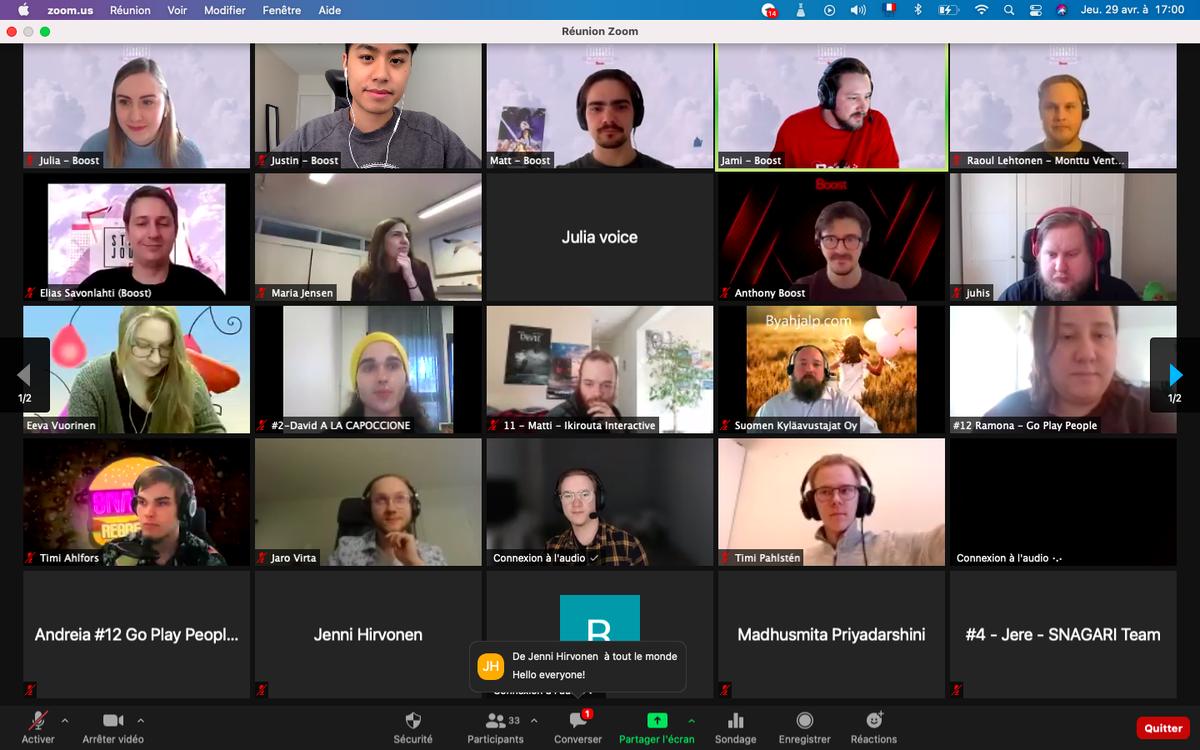 zoom.us Réunion Voir Modifier Fenêtre Aide
14
Jeu. 29 avr. à 17:00
Réunion Zoom
Julia – Boost
Justin – Boost
Matt – Boost
Jami – Boost
Raoul Lehtonen – Monttu Vent...
Elias Savonlahti (Boost)
Maria Jensen
Julia voice
Boost
Anthony Boost
juhis
Eeva Vuorinen
#2-David A LA CAPOCCIONE
11 – Matti – Ikirouta Interactive
Byahjalp.com
Suomen Kyläavustajat Oy
#12 Ramona – Go Play People
1/2
1/2
Timi Ahlfors
Jaro Virta
Connexion à l'audio
Timi Pahlstén
Connexion à l'audio
Andreia #12 Go Play Peopl...
Jenni Hirvonen
Madhusmita Priyadarshini
#4 - Jere - SNAGARI Team
JH
De Jenni Hirvonen à tout le monde
Hello everyone!
Activer
Arrêter vidéo
Sécurité
33
Participants
1
Converser
Partager l'écran
Sondage
Enregistrer
Réactions
Quitter